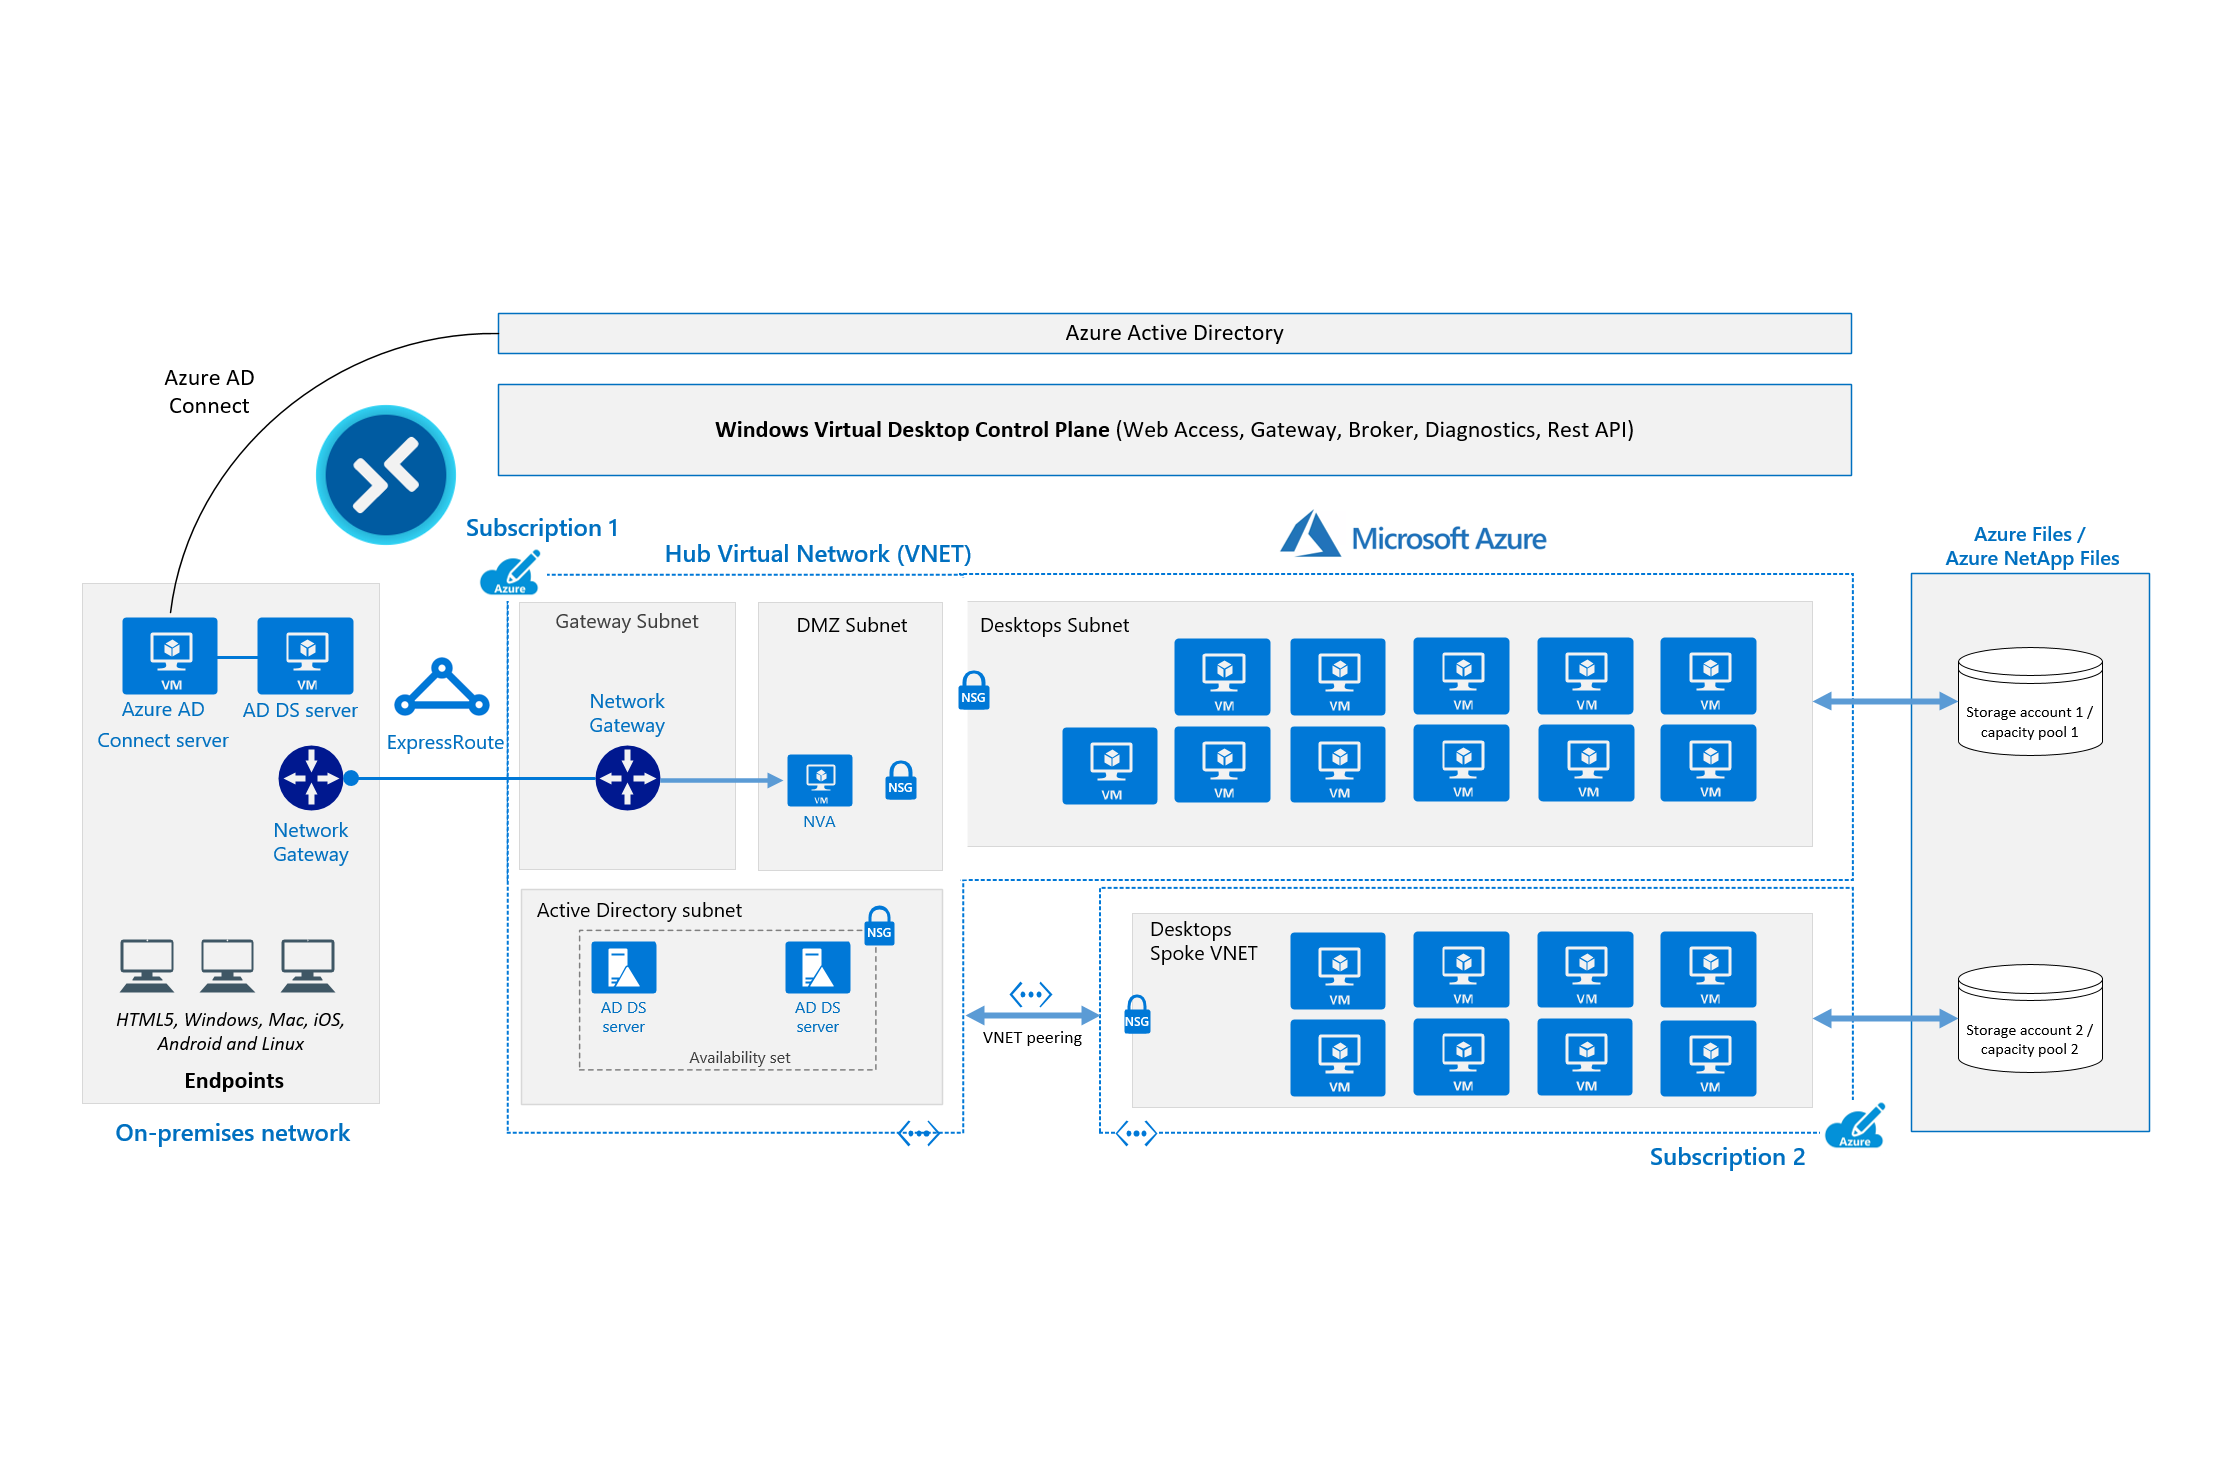 Azure Active Directory
Azure AD
Connect
Windows Virtual Desktop Control Plane (Web Access, Gateway, Broker, Diagnostics, Rest API)
Subscription 1
Azure
Hub Virtual Network (VNET)
Microsoft Azure
Azure Files /
Azure NetApp Files
VM
VM
Azure AD
Connect server
AD DS server
Network
Gateway
HTML5, Windows, Mac, iOS,
Android and Linux
Endpoints
On-premises network
ExpressRoute
Gateway Subnet
Network
Gateway
DMZ Subnet
VM
NVA
NSG
NSG
Desktops Subnet
VM
VM
VM
VM
VM
VM
VM
VM
VM
VM
VM
Storage account 1 /
capacity pool 1
Active Directory subnet
NSG
AD DS
server
AD DS
server
Availability set
VNET peering
NSG
Desktops
Spoke VNET
VM
VM
VM
VM
VM
VM
VM
VM
Storage account 2 /
capacity pool 2
Azure
Subscription 2